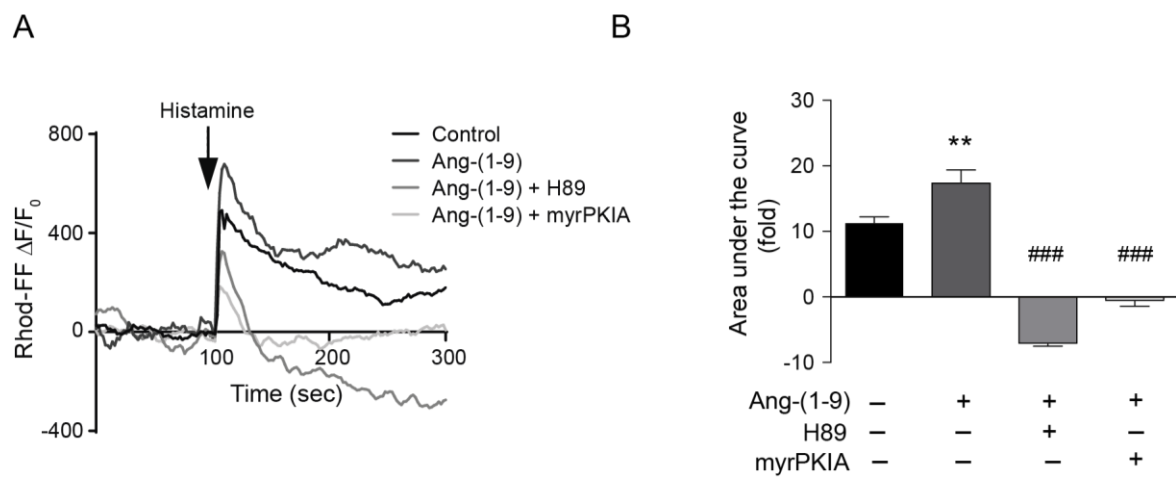 A
B
Histamine
800
400
0
-400
Rhod-FF ΔF/F₀
100
200
300
Time (sec)
Control
Ang-(1-9)
Ang-(1-9) + H89
Ang-(1-9) + myrPKIA
Area under the curve
(fold)
30
20
10
0
-10
**
###
###
Ang-(1-9) – + + +
H89 – – + –
myrPKIA – – – +